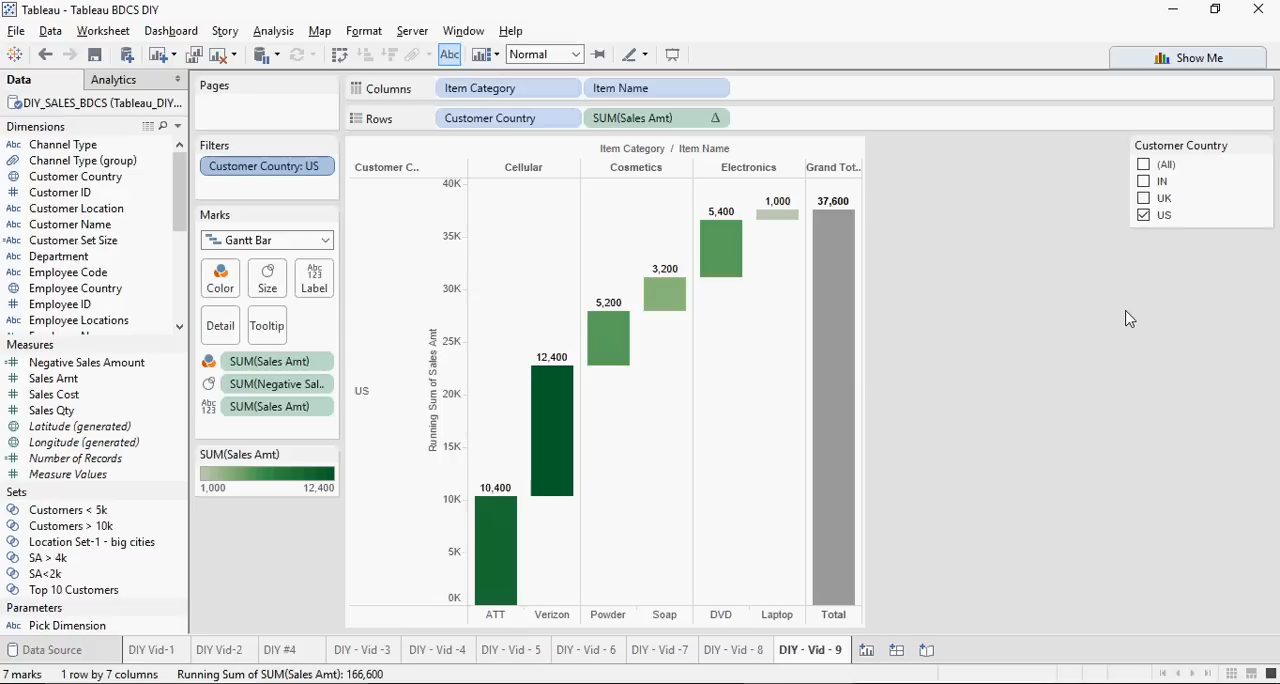 Tableau - Tableau BDCS DIY
File Data Worksheet Dashboard Story Analysis Map Format Server Window Help
Abc Normal Show Me
Data Analytics
DIY_SALES_BDCS (Tableau_DIY...
Dimensions
Abc Channel Type
Channel Type (group)
Customer Country
# Customer ID
Abc Customer Location
Abc Customer Name
=Abc Customer Set Size
Abc Department
Abc Employee Code
Employee Country
# Employee ID
Abc Employee Locations
Measures
=# Negative Sales Amount
# Sales Amt
# Sales Cost
# Sales Qty
Latitude (generated)
Longitude (generated)
=# Number of Records
# Measure Values
Sets
Customers < 5k
Customers > 10k
Location Set-1 - big cities
SA > 4k
SA<2k
Top 10 Customers
Parameters
Abc Pick Dimension
Pages
Filters
Customer Country: US
Marks
Gantt Bar
Color Size Abc 123 Label
Detail Tooltip
SUM(Sales Amt)
SUM(Negative Sal..
Abc 123 SUM(Sales Amt)
SUM(Sales Amt)
1,000 12,400
Columns Item Category Item Name
Rows Customer Country SUM(Sales Amt) Δ
Item Category / Item Name
Customer C.. Cellular Cosmetics Electronics Grand Tot..
US
Running Sum of Sales Amt
40K
35K
30K
25K
20K
15K
10K
5K
0K
10,400
12,400
5,200
3,200
5,400
1,000
37,600
ATT Verizon Powder Soap DVD Laptop Total
Customer Country
(All)
IN
UK
US
Data Source DIY Vid-1 DIY Vid-2 DIY #4 DIY Vid -3 DIY Vid -4 DIY Vid - 5 DIY Vid - 6 DIY Vid -7 DIY Vid - 8 DIY - Vid - 9
7 marks 1 row by 7 columns Running Sum of SUM(Sales Amt): 166,600